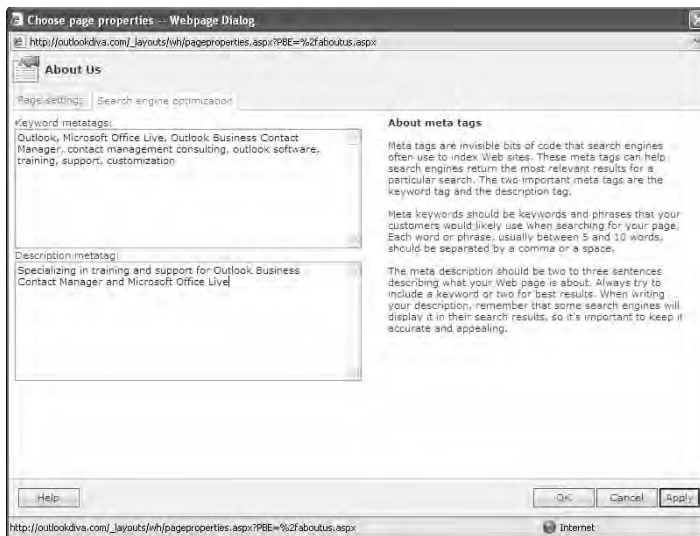 Choose page properties -- Webpage Dialog
http://outlookdiva.com/_layouts/wh/pageproperties.aspx?PBE=%2faboutus.aspx
About Us
Page settings Search engine optimization
Keyword metatags:
Outlook, Microsoft Office Live, Outlook Business Contact
Manager, contact management consulting, outlook software,
training, support, customization
Description metatag:
Specializing in training and support for Outlook Business
Contact Manager and Microsoft Office Live
About meta tags
Meta tags are invisible bits of code that search engines
often use to index Web sites. These meta tags can help
search engines return the most relevant results for a
particular search. The two important meta tags are the
keyword tag and the description tag.
Meta keywords should be keywords and phrases that your
customers would likely use when searching for your page.
Each word or phrase, usually between 5 and 10 words,
should be separated by a comma or a space.
The meta description should be two to three sentences
describing what your Web page is about. Always try to
include a keyword or two for best results. When writing
your description, remember that some search engines will
display it in their search results, so it's important to keep it
accurate and appealing.
Help OK Cancel Apply
http://outlookdiva.com/_layouts/wh/pageproperties.aspx?PBE=%2faboutus.aspx Internet